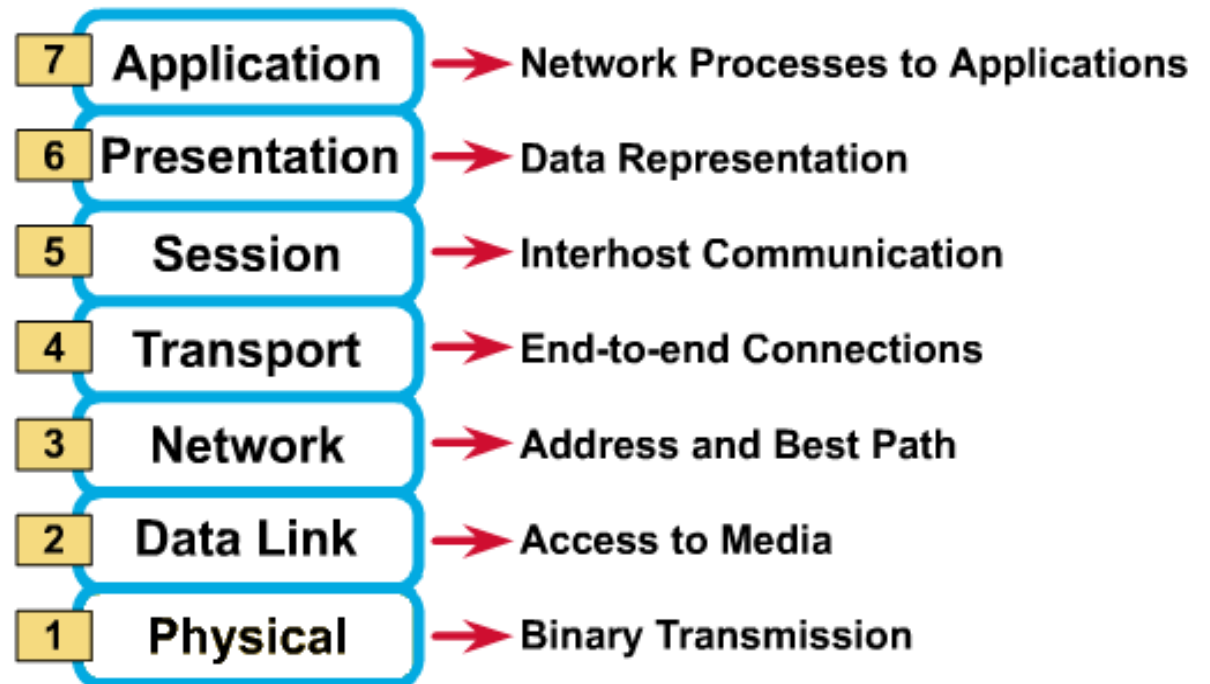 7 Application Network Processes to Applications
6 Presentation Data Representation
5 Session Interhost Communication
4 Transport End-to-end Connections
3 Network Address and Best Path
2 Data Link Access to Media
1 Physical Binary Transmission